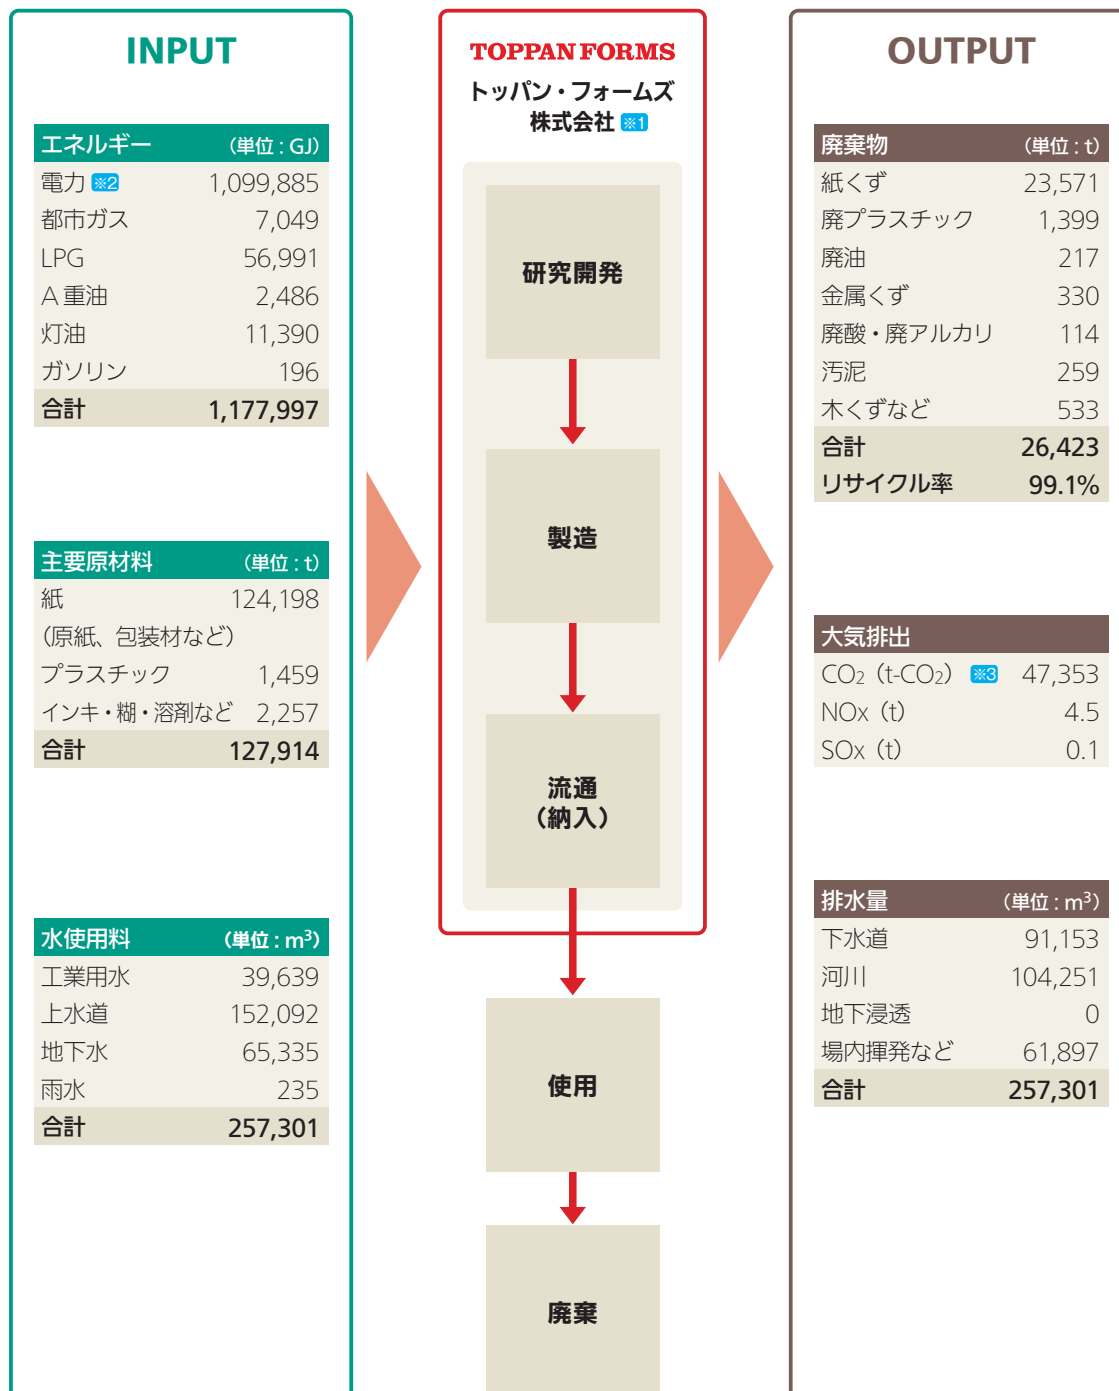 INPUT
エネルギー （単位 : GJ）
電力 ※2 1,099,885
都市ガス 7,049
LPG 56,991
A 重油 2,486
灯油 11,390
ガソリン 196
合計 1,177,997
主要原材料 （単位 : t）
紙 124,198
（原紙、包装材など）
プラスチック 1,459
インキ・糊・溶剤など 2,257
合計 127,914
水使用料 （単位 : m³）
工業用水 39,639
上水道 152,092
地下水 65,335
雨水 235
合計 257,301
TOPPAN FORMS
トッパン・フォームズ
株式会社 ※1
研究開発
製造
流通
（納入）
使用
廃棄
OUTPUT
廃棄物 （単位 : t）
紙くず 23,571
廃プラスチック 1,399
廃油 217
金属くず 330
廃酸・廃アルカリ 114
汚泥 259
木くずなど 533
合計 26,423
リサイクル率 99.1%
大気排出
CO₂（t-CO₂） ※3 47,353
NOx（t） 4.5
SOx（t） 0.1
排水量 （単位 : m³）
下水道 91,153
河川 104,251
地下浸透 0
場内揮発など 61,897
合計 257,301